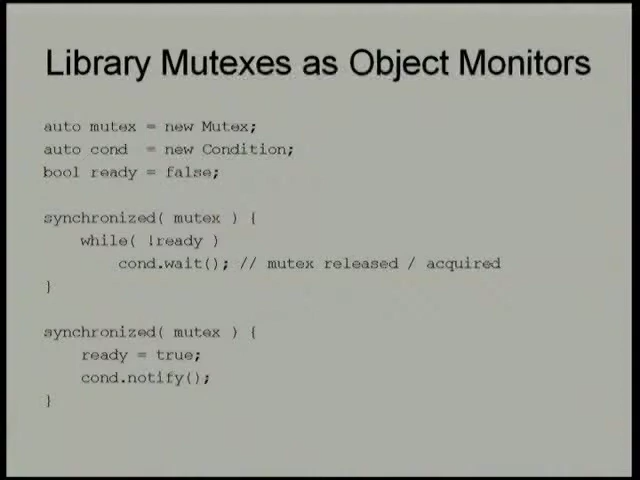 Library Mutexes as Object Monitors
auto mutex = new Mutex;
auto cond  = new Condition;
bool ready = false;
synchronized( mutex ) {
    while( !ready )
        cond.wait(); // mutex released / acquired
}
synchronized( mutex ) {
    ready = true;
    cond.notify();
}